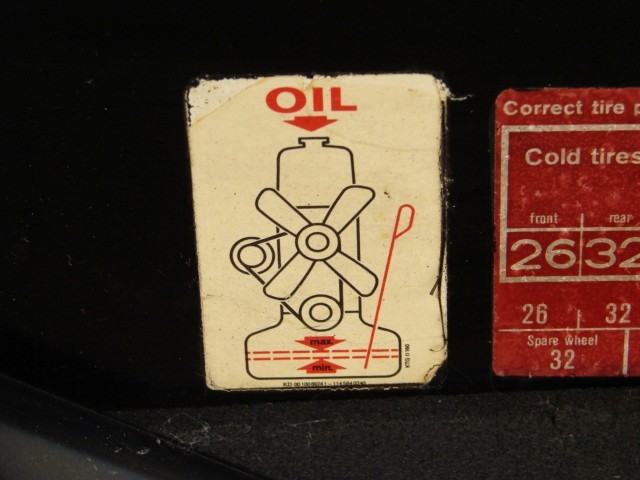 OIL
max.
min.
Correct tire
Cold tires
front rear
26 32
26 32
Spare wheel
32